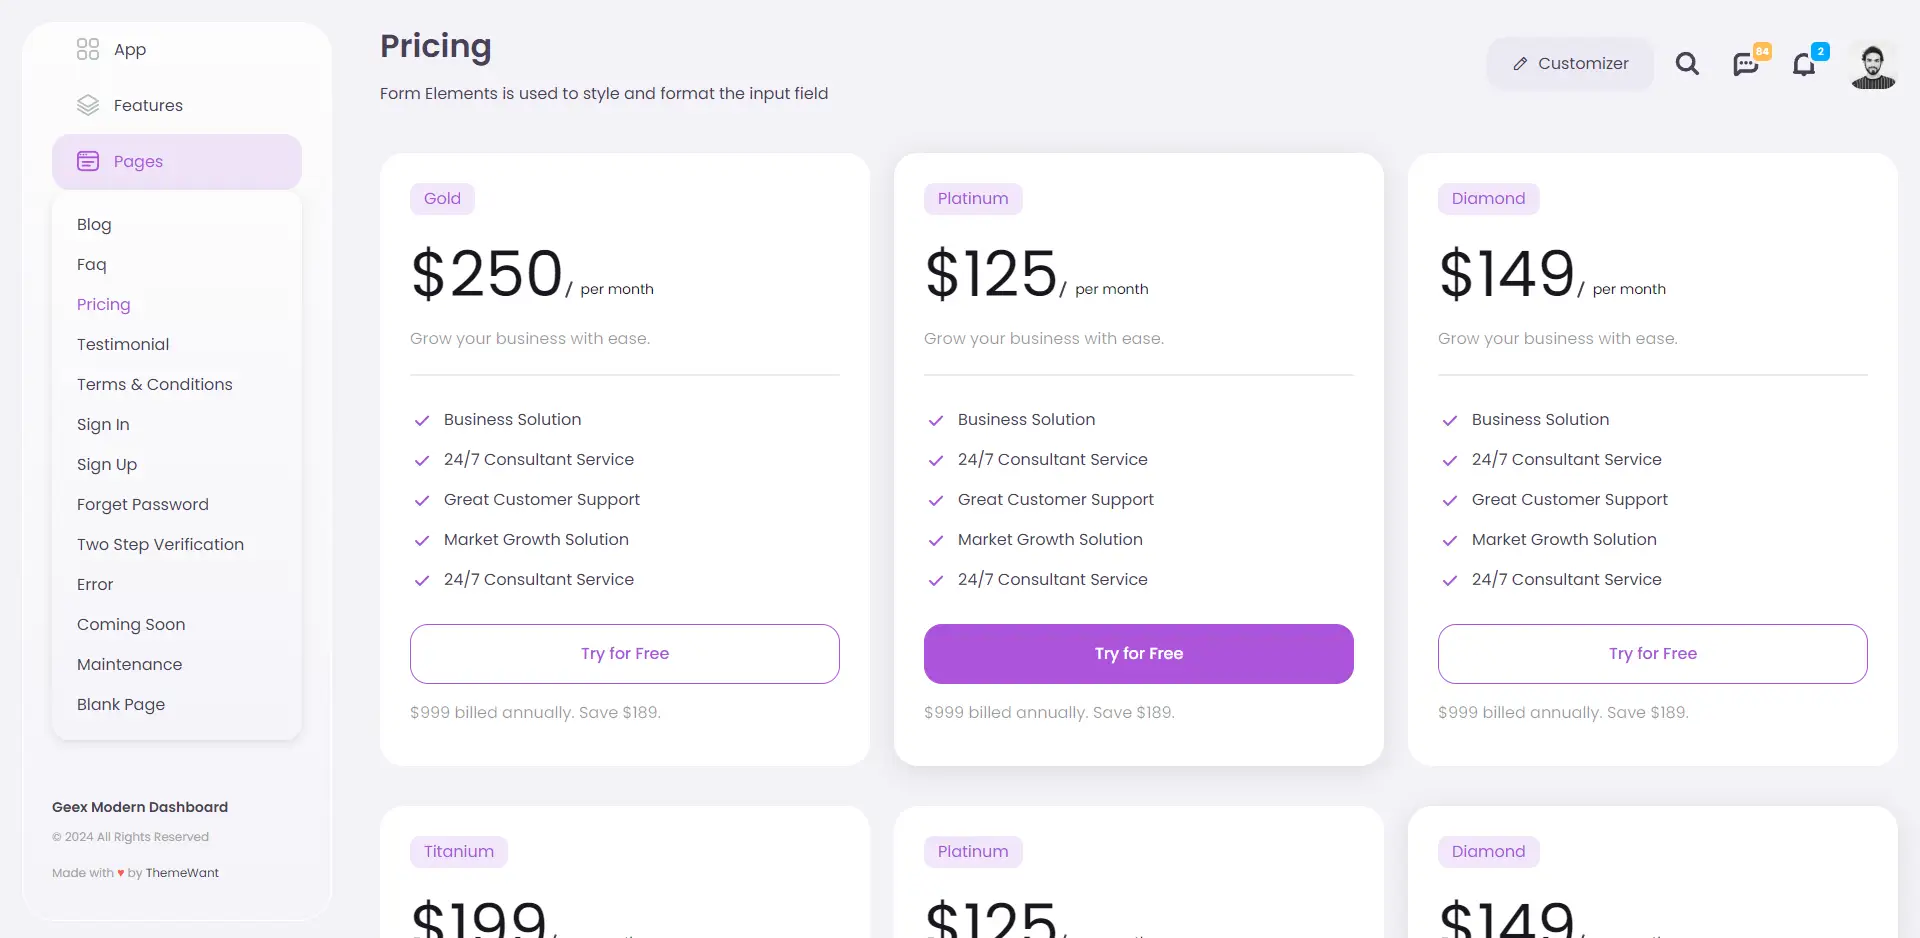 App
Features
Pages
Blog
Faq
Pricing
Testimonial
Terms & Conditions
Sign In
Sign Up
Forget Password
Two Step Verification
Error
Coming Soon
Maintenance
Blank Page
Geex Modern Dashboard
© 2024 All Rights Reserved
Made with ♥ by ThemeWant
Pricing
Form Elements is used to style and format the input field
Customizer
84
2
Gold
$250/ per month
Grow your business with ease.
Business Solution
24/7 Consultant Service
Great Customer Support
Market Growth Solution
24/7 Consultant Service
Try for Free
$999 billed annually. Save $189.
Platinum
$125/ per month
Grow your business with ease.
Business Solution
24/7 Consultant Service
Great Customer Support
Market Growth Solution
24/7 Consultant Service
Try for Free
$999 billed annually. Save $189.
Diamond
$149/ per month
Grow your business with ease.
Business Solution
24/7 Consultant Service
Great Customer Support
Market Growth Solution
24/7 Consultant Service
Try for Free
$999 billed annually. Save $189.
Titanium
$199
Platinum
$125
Diamond
$149